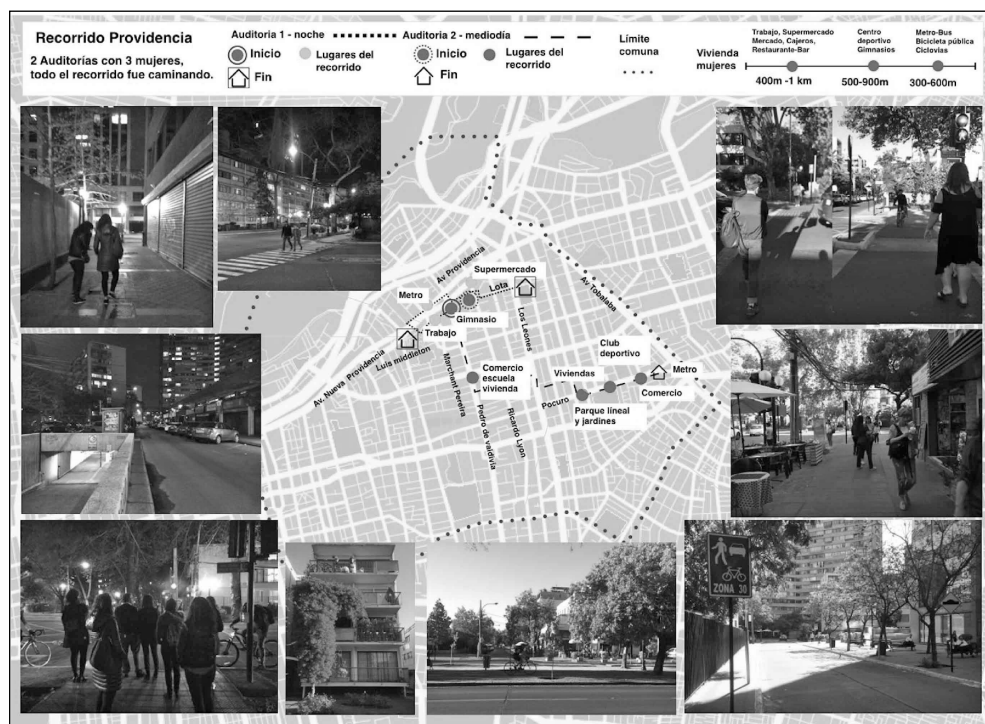 Recorrido Providencia
2 Auditorías con 3 mujeres,
todo el recorrido fue caminando.
Auditoria 1 - noche
Inicio
Lugares del
recorrido
Fin
Auditoria 2 - mediodía
Inicio
Lugares del
recorrido
Fin
Límite
comuna
Vivienda
mujeres
Trabajo, Supermercado
Mercado, Cajeros,
Restaurante-Bar
400m -1 km
Centro
deportivo
Gimnasios
500-900m
Metro-Bus
Bicicleta pública
Ciclovias
300-600m
Av Providencia
Supermercado
Metro
Lota
Av Tobalaba
Gimnasio
Trabajo
Los Leones
Luis middleton
Av. Nueva Providencia
Marchant Pereira
Club
deportivo
Comercio
escuela
vivienda
Viviendas
Metro
Comercio
Pocuro
Parque líneal
y jardines
Pedro de valdivia
Ricardo Lyon
ZONA 30